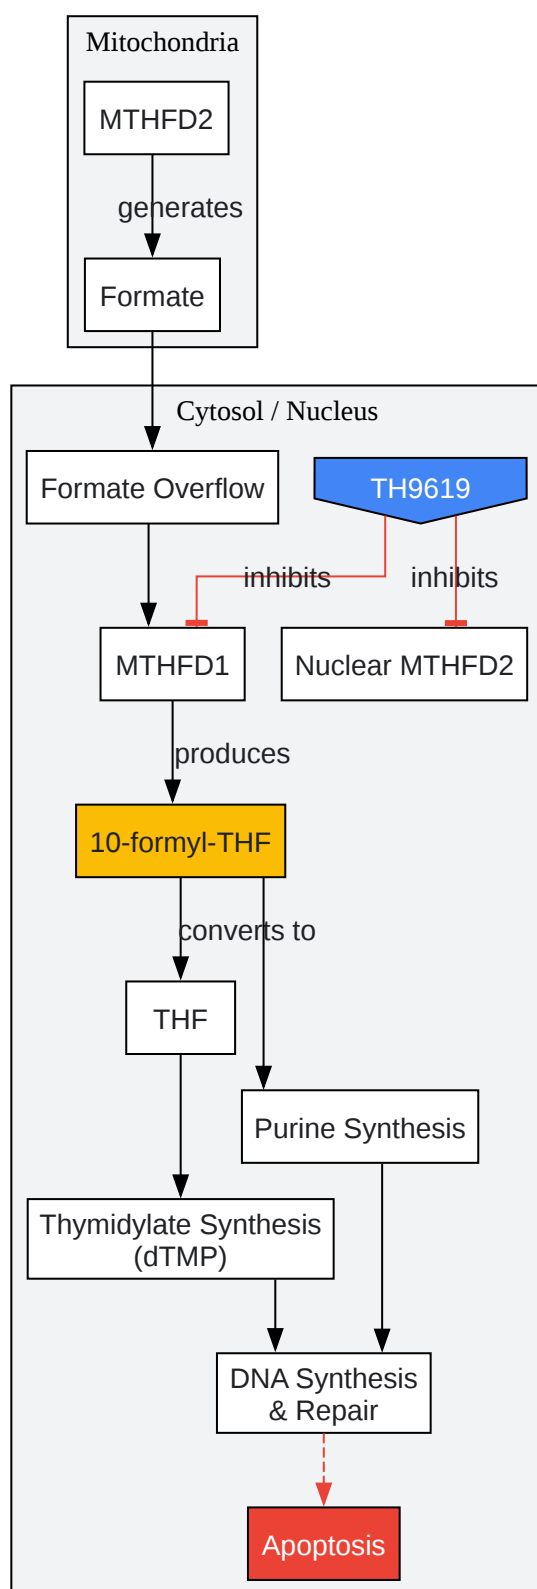 Mitochondria
MTHFD2
generates
Formate
Cytosol / Nucleus
Formate Overflow
TH9619
inhibits
inhibits
MTHFD1
Nuclear MTHFD2
produces
10-formyl-THF
converts to
THF
Purine Synthesis
Thymidylate Synthesis
(dTMP)
DNA Synthesis
& Repair
Apoptosis